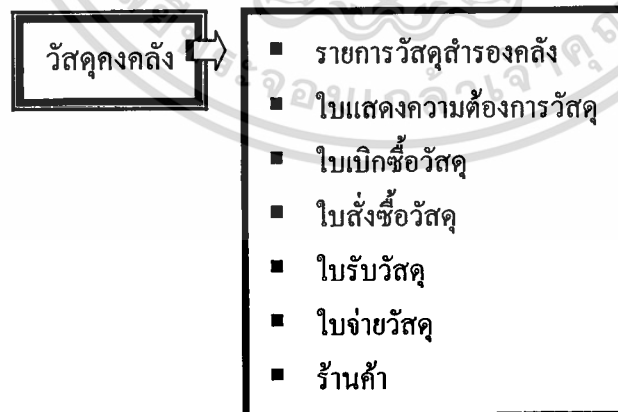 วัสดุคงคลัง
▪ รายการวัสดุสำรองคลัง
▪ ใบแสดงความต้องการวัสดุ
▪ ใบเบิกซื้อวัสดุ
▪ ใบสั่งซื้อวัสดุ
▪ ใบรับวัสดุ
▪ ใบจ่ายวัสดุ
▪ ร้านค้า